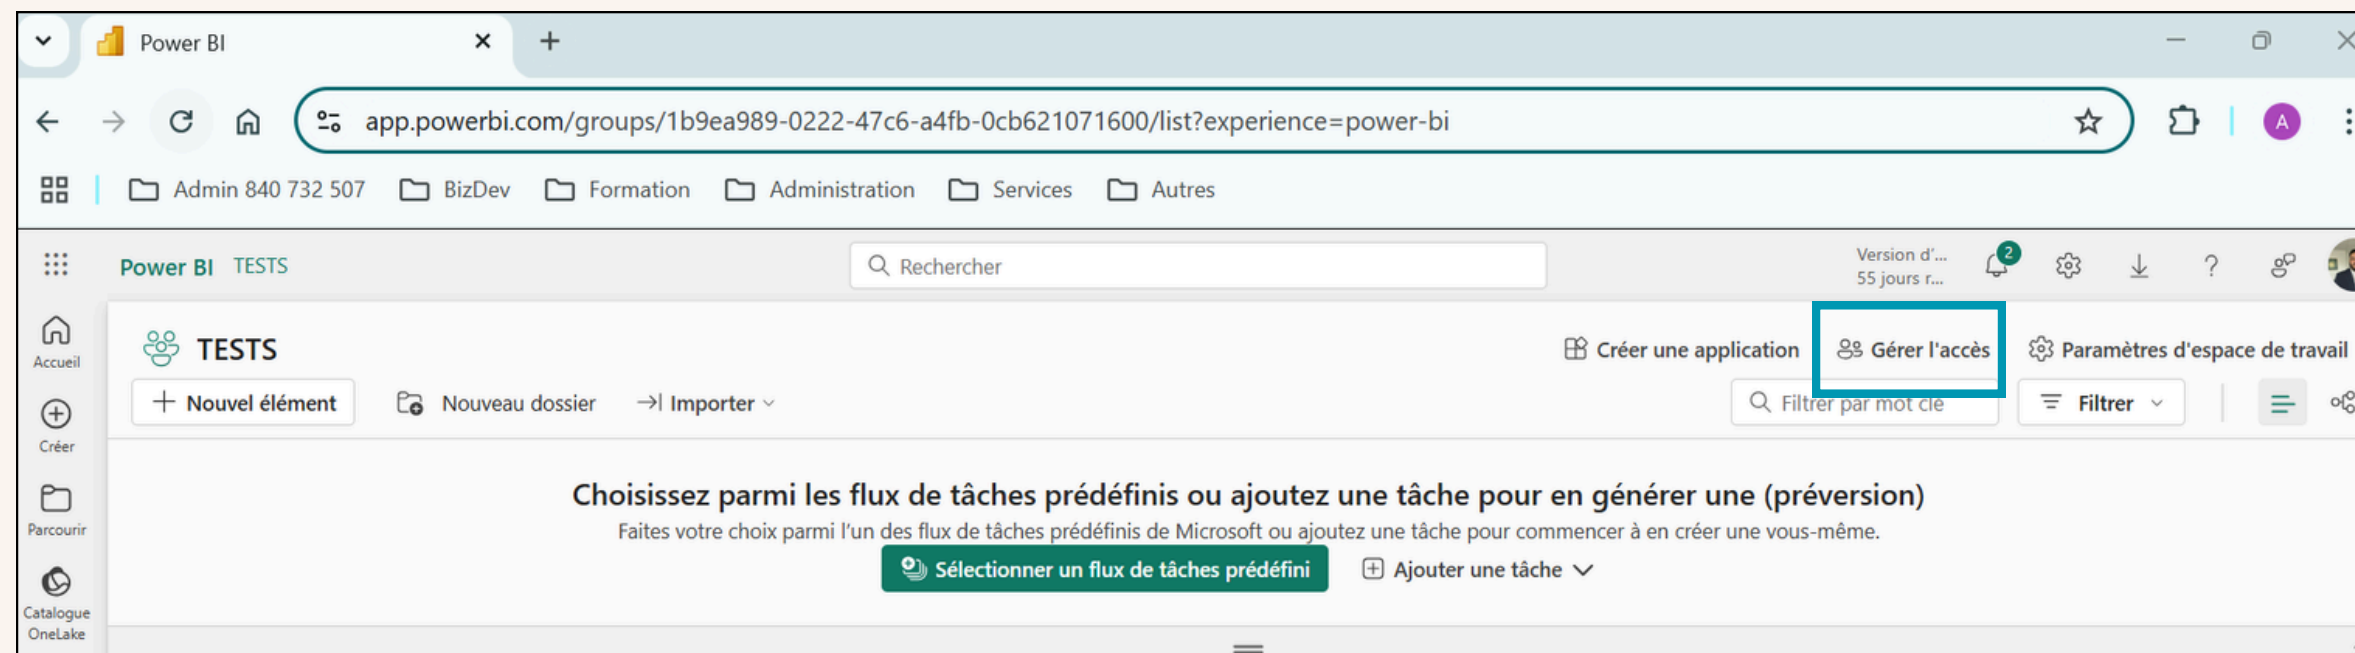 Power BI
app.powerbi.com/groups/1b9ea989-0222-47c6-a4fb-0cb621071600/list?experience=power-bi
A
Admin 840 732 507 BizDev Formation Administration Services Autres
Power BI TESTS Rechercher Version d'... 2
55 jours r...
TESTS Créer une application Gérer l'accès Paramètres d'espace de travail
Accueil
Nouvel élément Nouveau dossier Importer Filtrer par mot clé Filtrer
Créer
Choisissez parmi les flux de tâches prédéfinis ou ajoutez une tâche pour en générer une (préversion)
Parcourir Faites votre choix parmi l'un des flux de tâches prédéfinis de Microsoft ou ajoutez une tâche pour commencer à en créer une vous-même.
Sélectionner un flux de tâches prédéfini Ajouter une tâche
Catalogue
OneLake